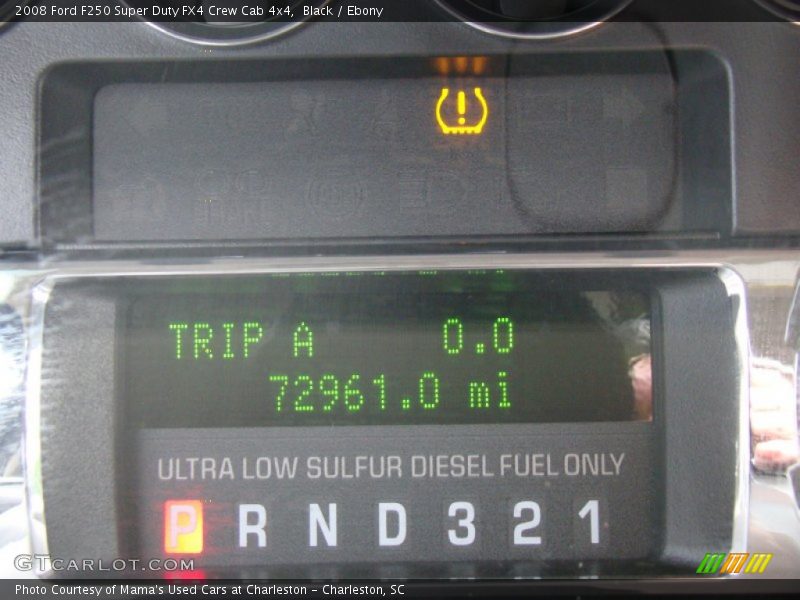 2008 Ford F250 Super Duty FX4 Crew Cab 4x4, Black / Ebony
TRIP A 0.0
72961.0 mi
ULTRA LOW SULFUR DIESEL FUEL ONLY
P R N D 3 2 1
GTCARLOT.COM
Photo Courtesy of Mama's Used Cars at Charleston - Charleston, SC